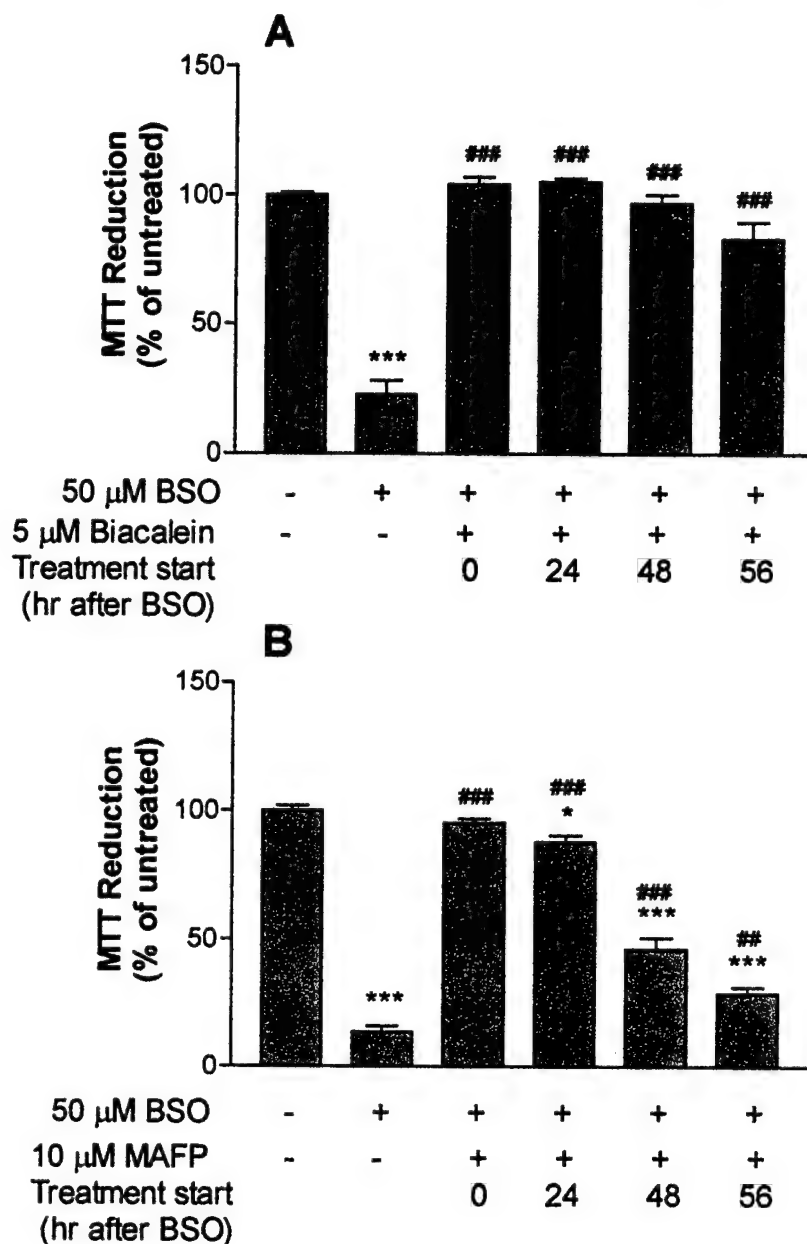 A
150
100
50
0
MTT Reduction
(% of untreated)
***
###
###
###
###
50 µM BSO - + + + + +
5 µM Biacalein - - + + + +
Treatment start 0 24 48 56
(hr after BSO)
B
150
100
50
0
MTT Reduction
(% of untreated)
***
###
###
*
###
***
##
***
50 µM BSO - + + + + +
10 µM MAFP - - + + + +
Treatment start 0 24 48 56
(hr after BSO)